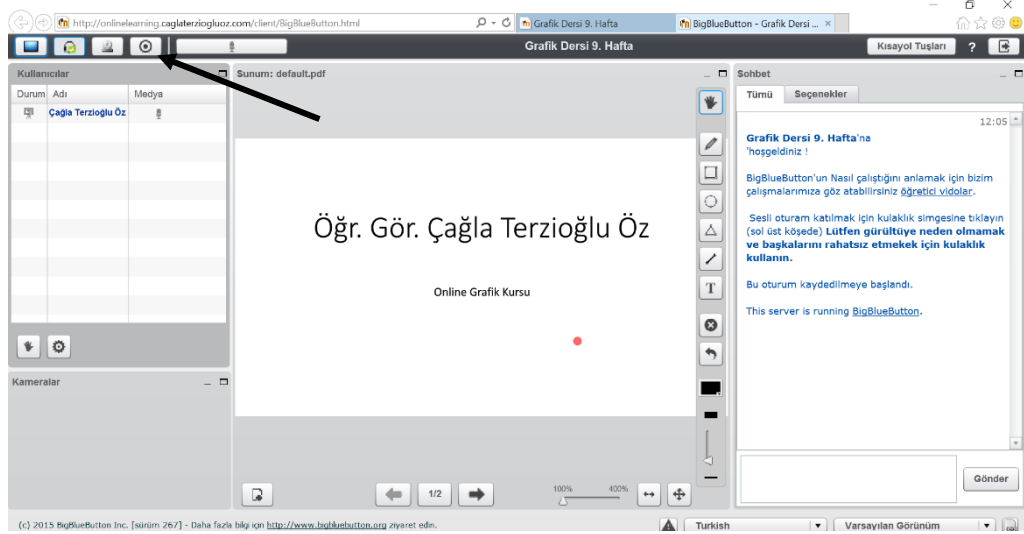 http://onlinelearning.caglaterziogluoz.com/client/BigBlueButton.html
Grafik Dersi 9. Hafta
BigBlueButton - Grafik Dersi ...
Grafik Dersi 9. Hafta
Kısayol Tuşları
?
Kullanıcılar
Durum Adı Medya
Çağla Terzioğlu Öz
Kameralar
Sunum: default.pdf
Öğr. Gör. Çağla Terzioğlu Öz
Online Grafik Kursu
T
1/2
100% 400%
Sohbet
Tümü Seçenekler
12:05
Grafik Dersi 9. Hafta'na
'hoşgeldiniz !
BigBlueButton'un Nasıl çalıştığını anlamak için bizim
çalışmalarımıza göz atabilirsiniz öğretici vidolar.
Sesli oturam katılmak için kulaklık simgesine tıklayın
(sol üst köşede) Lütfen gürültüye neden olmamak
ve başkalarını rahatsız etmekek için kulaklık
kullanın.
Bu oturum kaydedilmeye başlandı.
This server is running BigBlueButton.
Gönder
(c) 2015 BigBlueButton Inc. [sürüm 267] - Daha fazla bilgi için http://www.bigbluebutton.org ziyaret edin.
Turkish
Varsayılan Görünüm